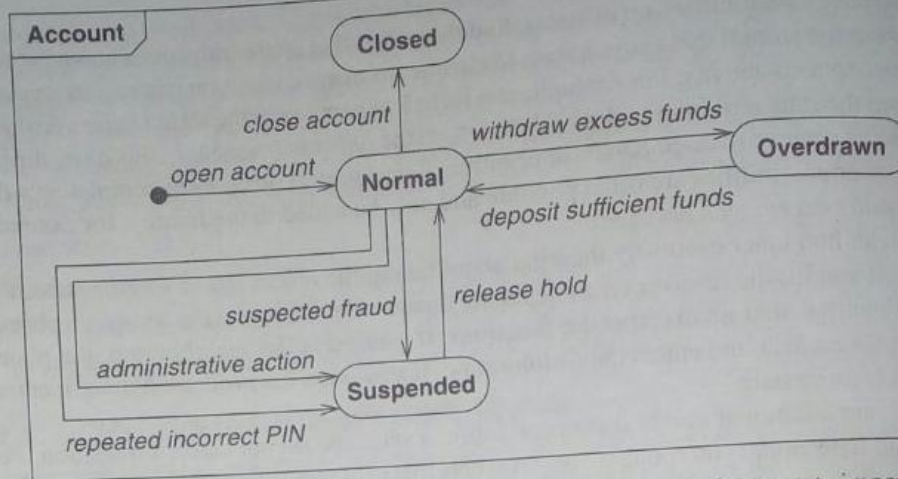 Account
Closed
close account
withdraw excess funds
open account
Normal
Overdrawn
deposit sufficient funds
suspected fraud
release hold
administrative action
Suspended
repeated incorrect PIN